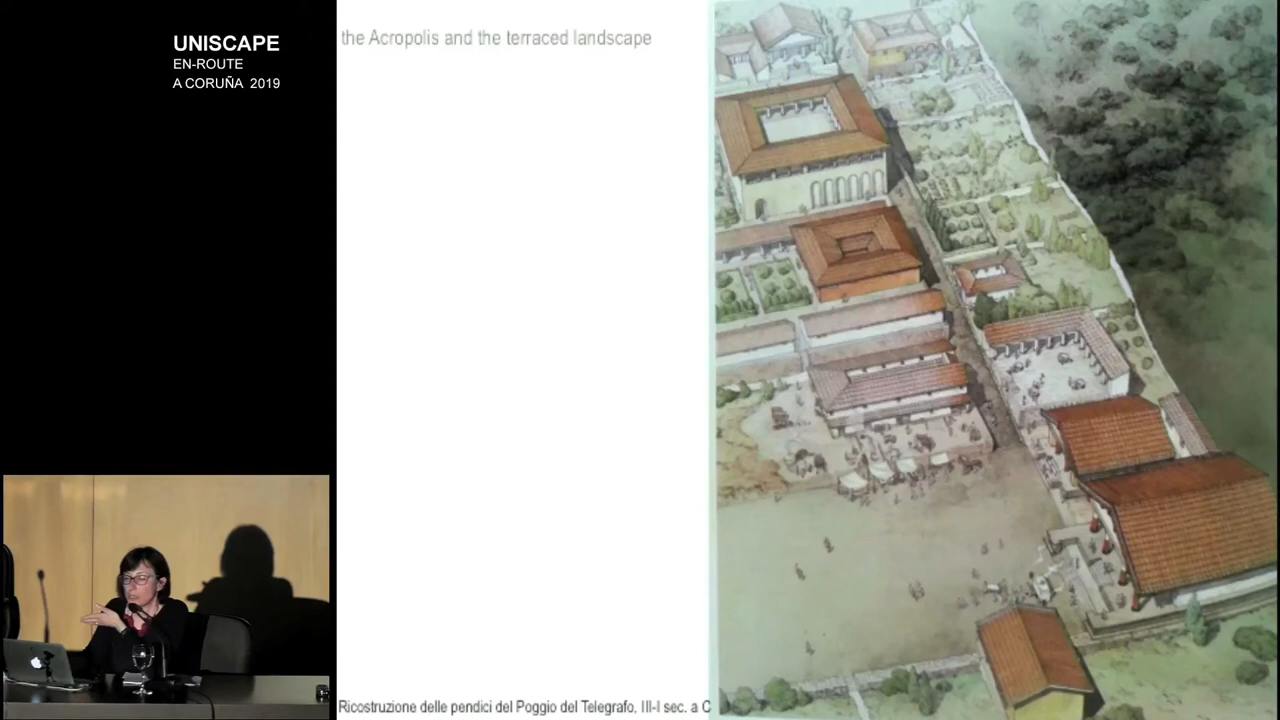 UNISCAPE
EN-ROUTE
A CORUÑA 2019
the Acropolis and the terraced landscape
Ricostruzione delle pendici del Poggio del Telegrafo, III-I sec. a C